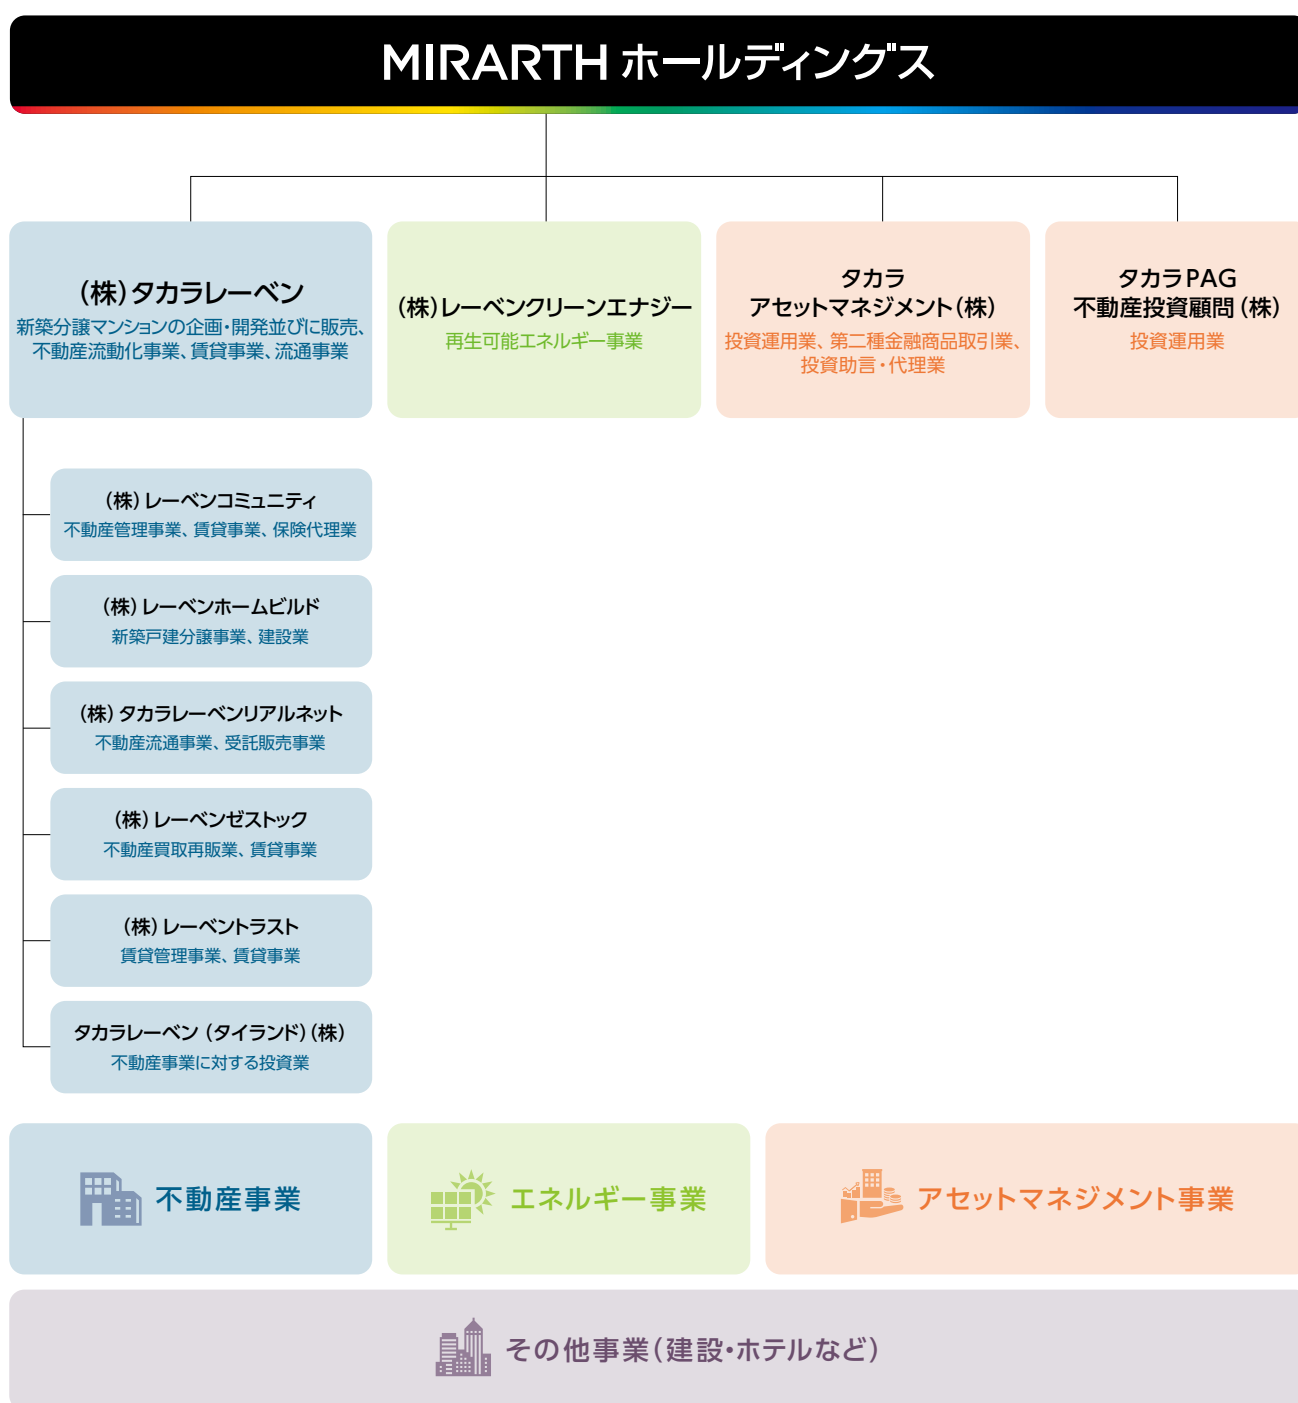 MIRARTH ホールディングス
(株)タカラレーベン
新築分譲マンションの企画・開発並びに販売、
不動産流動化事業、賃貸事業、流通事業
(株)レーベンクリーンエナジー
再生可能エネルギー事業
タカラ
アセットマネジメント(株)
投資運用業、第二種金融商品取引業、
投資助言・代理業
タカラPAG
不動産投資顧問(株)
投資運用業
(株)レーベンコミュニティ
不動産管理事業、賃貸事業、保険代理業
(株)レーベンホームビルド
新築戸建分譲事業、建設業
(株)タカラレーベンリアルネット
不動産流通事業、受託販売事業
(株)レーベンゼストック
不動産買取再販業、賃貸事業
(株)レーベントラスト
賃貸管理事業、賃貸事業
タカラレーベン(タイランド)(株)
不動産事業に対する投資業
不動産事業
エネルギー事業
アセットマネジメント事業
その他事業(建設・ホテルなど)